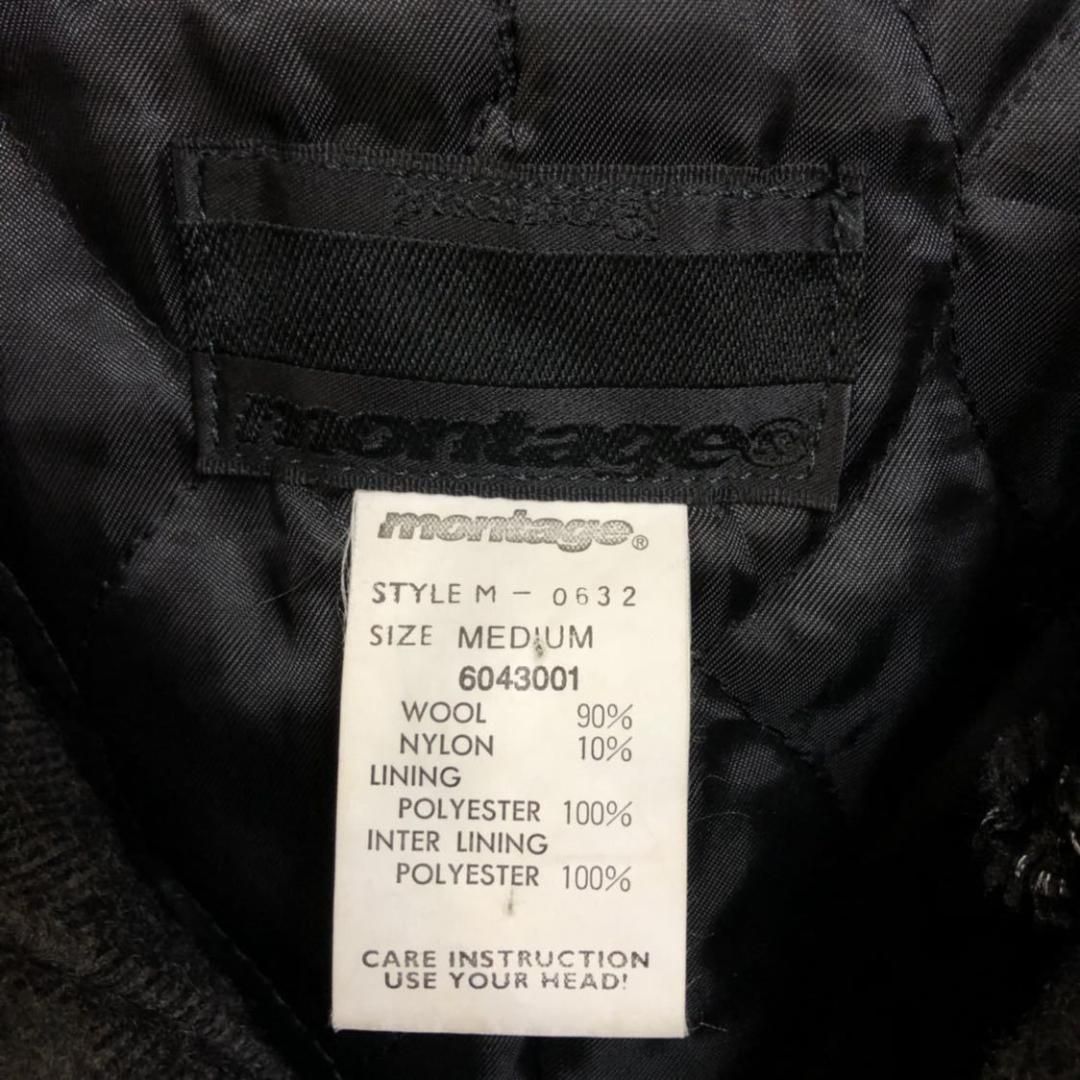 montage®
montage®
STYLE M - 0632
SIZE MEDIUM
6043001
WOOL 90%
NYLON 10%
LINING
POLYESTER 100%
INTER LINING
POLYESTER 100%
CARE INSTRUCTION
USE YOUR HEAD!